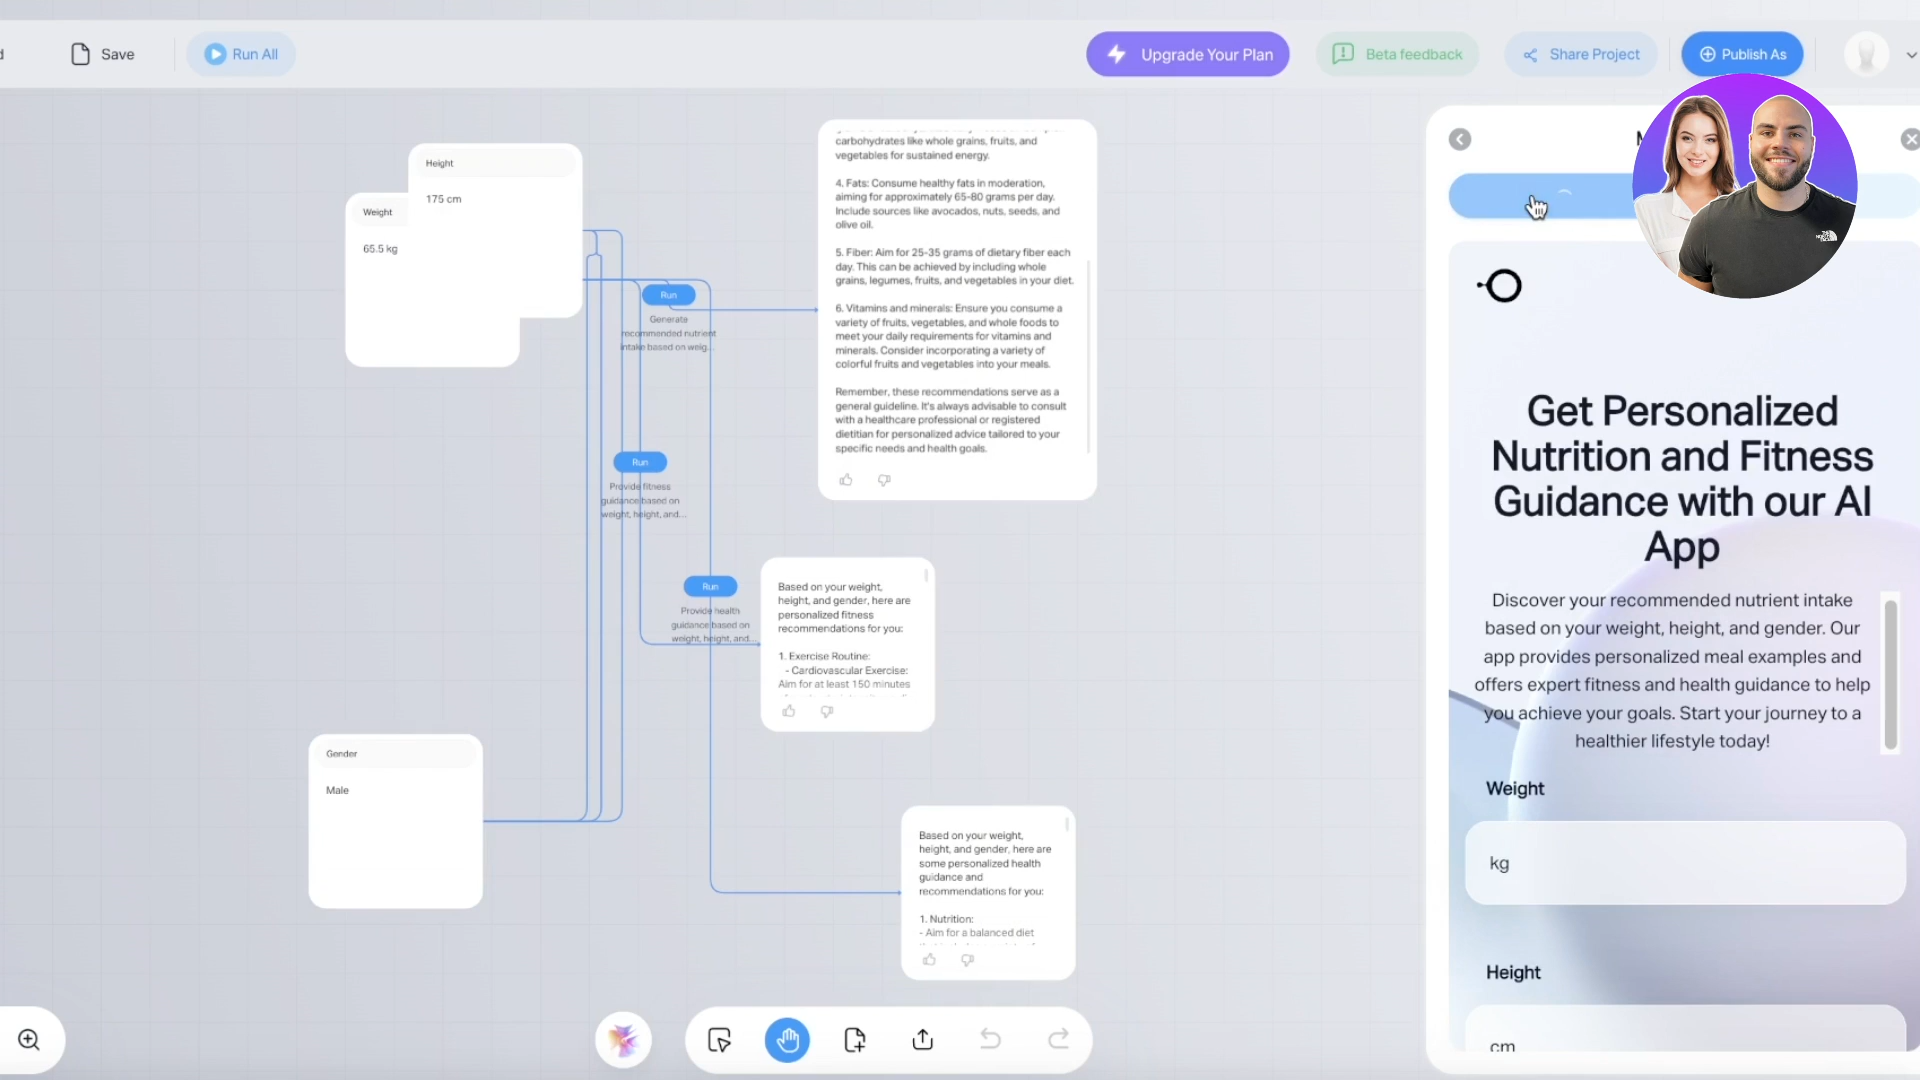 Save
Run All
Upgrade Your Plan
Beta feedback
Share Project
Publish As
Height
175 cm
Weight
65.5 kg
Run
Generate
recommended nutrient
intake based on weig...
Run
Provide fitness
guidance based on
weight, height, and...
Run
Provide health
guidance based on
weight, height, and...
Gender
Male
carbohydrates like whole grains, fruits, and
vegetables for sustained energy.
4. Fats: Consume healthy fats in moderation,
aiming for approximately 65-80 grams per day.
Include sources like avocados, nuts, seeds, and
olive oil.
5. Fiber: Aim for 25-35 grams of dietary fiber each
day. This can be achieved by including whole
grains, legumes, fruits, and vegetables in your diet.
6. Vitamins and minerals: Ensure you consume a
variety of fruits, vegetables, and whole foods to
meet your daily requirements for vitamins and
minerals. Consider incorporating a variety of
colorful fruits and vegetables into your meals.
Remember, these recommendations serve as a
general guideline. It's always advisable to consult
with a healthcare professional or registered
dietitian for personalized advice tailored to your
specific needs and health goals.
Based on your weight,
height, and gender, here are
personalized fitness
recommendations for you:
1. Exercise Routine:
- Cardiovascular Exercise:
Aim for at least 150 minutes
Based on your weight,
height, and gender, here are
some personalized health
guidance and
recommendations for you:
1. Nutrition:
- Aim for a balanced diet
THE NORTH FACE
Get Personalized
Nutrition and Fitness
Guidance with our AI
App
Discover your recommended nutrient intake
based on your weight, height, and gender. Our
app provides personalized meal examples and
offers expert fitness and health guidance to help
you achieve your goals. Start your journey to a
healthier lifestyle today!
Weight
kg
Height
cm